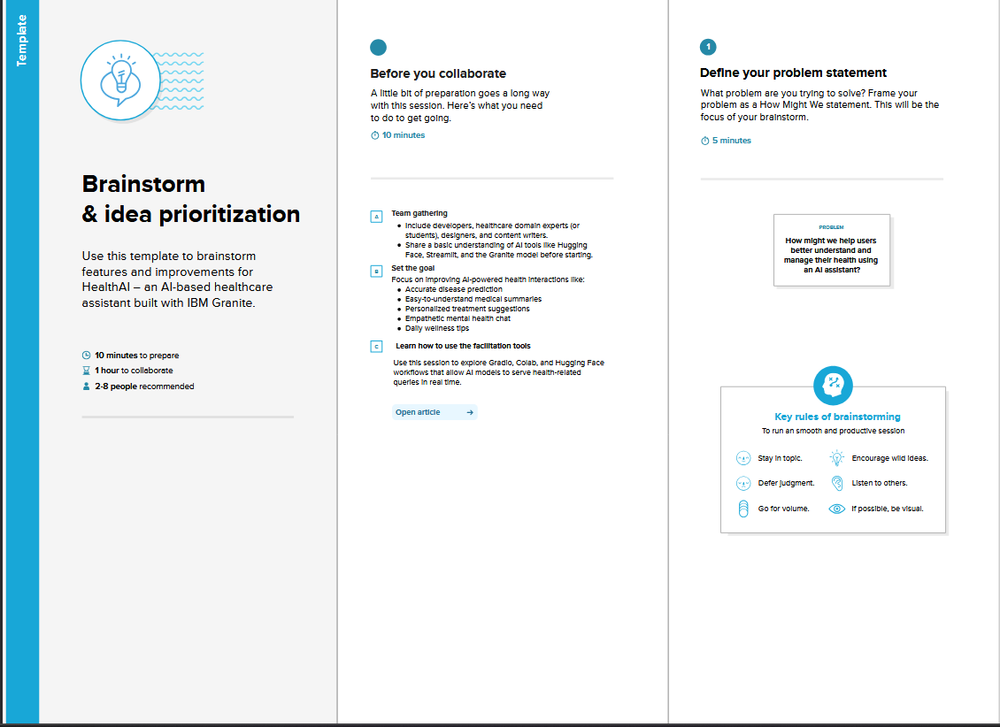 Template
Brainstorm
& idea prioritization
Use this template to brainstorm
features and improvements for
HealthAI – an AI-based healthcare
assistant built with IBM Granite.
10 minutes to prepare
1 hour to collaborate
2-8 people recommended
Before you collaborate
A little bit of preparation goes a long way
with this session. Here's what you need
to do to get going.
10 minutes
A
Team gathering
• Include developers, healthcare domain experts (or
students), designers, and content writers.
• Share a basic understanding of AI tools like Hugging
Face, Streamlit, and the Granite model before starting.
B
Set the goal
Focus on improving AI-powered health interactions like:
• Accurate disease prediction
• Easy-to-understand medical summaries
• Personalized treatment suggestions
• Empathetic mental health chat
• Daily wellness tips
C
Learn how to use the facilitation tools
Use this session to explore Gradio, Colab, and Hugging Face
workflows that allow AI models to serve health-related
queries in real time.
Open article →
1
Define your problem statement
What problem are you trying to solve? Frame your
problem as a How Might We statement. This will be the
focus of your brainstorm.
5 minutes
PROBLEM
How might we help users
better understand and
manage their health using
an AI assistant?
Key rules of brainstorming
To run an smooth and productive session
Stay in topic.
Encourage wild ideas.
Defer judgment.
Listen to others.
Go for volume.
If possible, be visual.